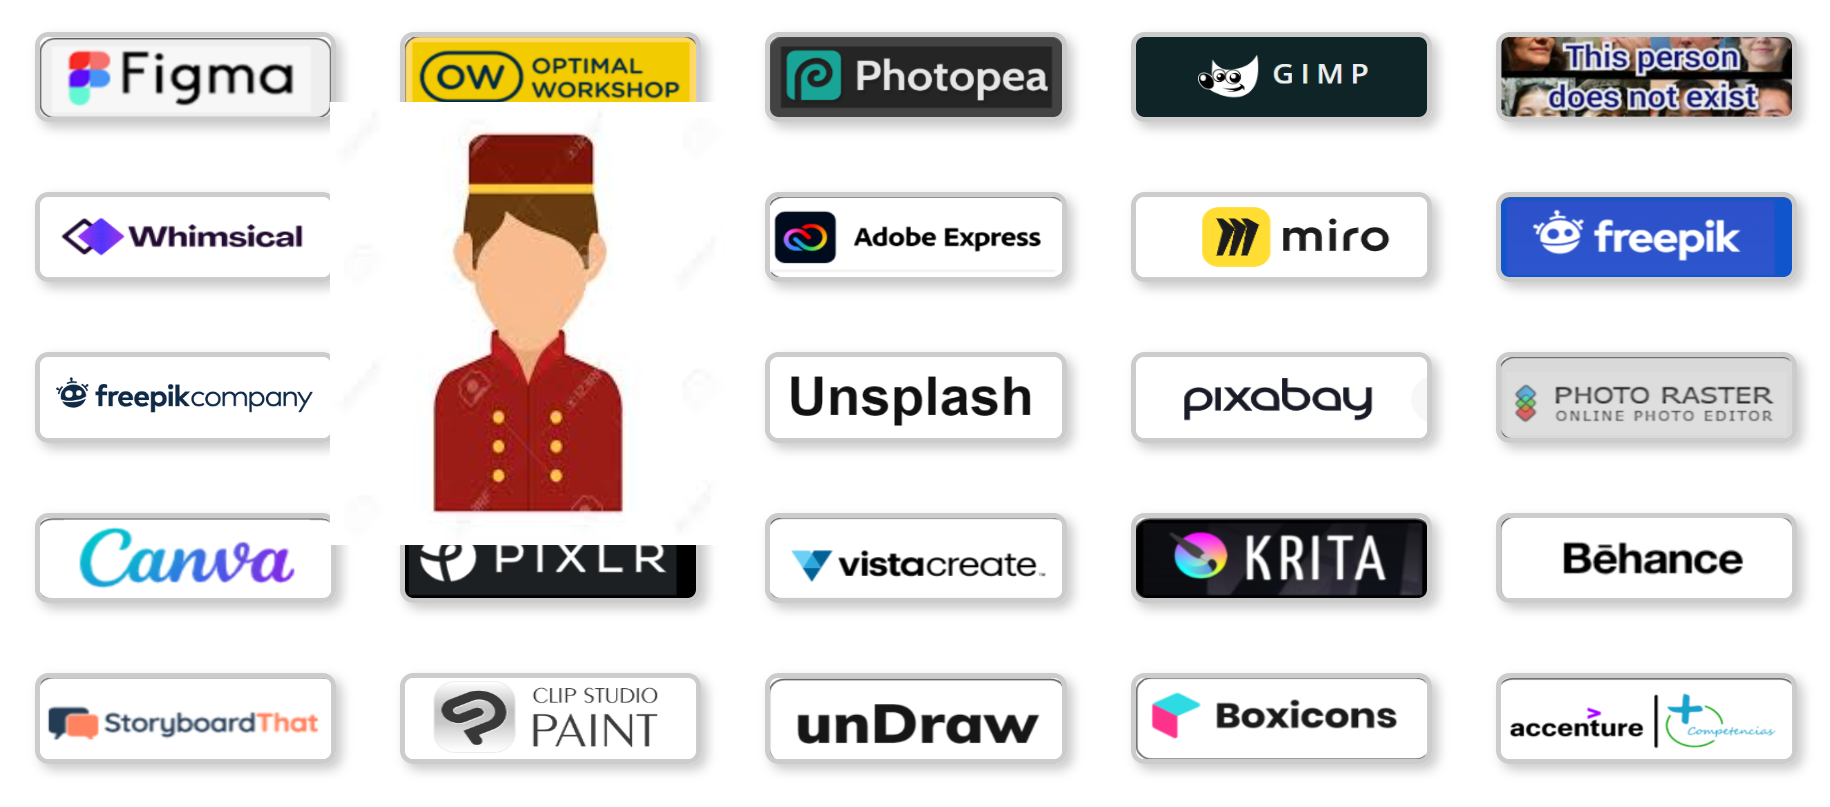 Figma
OW OPTIMAL
WORKSHOP
Photopea
GIMP
This person
does not exist
Whimsical
Adobe Express
miro
freepik
freepikcompany
Unsplash
pixabay
PHOTO RASTER
ONLINE PHOTO EDITOR
Canva
PIXLR
vistacreate
KRITA
Bēhance
StoryboardThat
CLIP STUDIO
PAINT
unDraw
Boxicons
accenture
Competencias